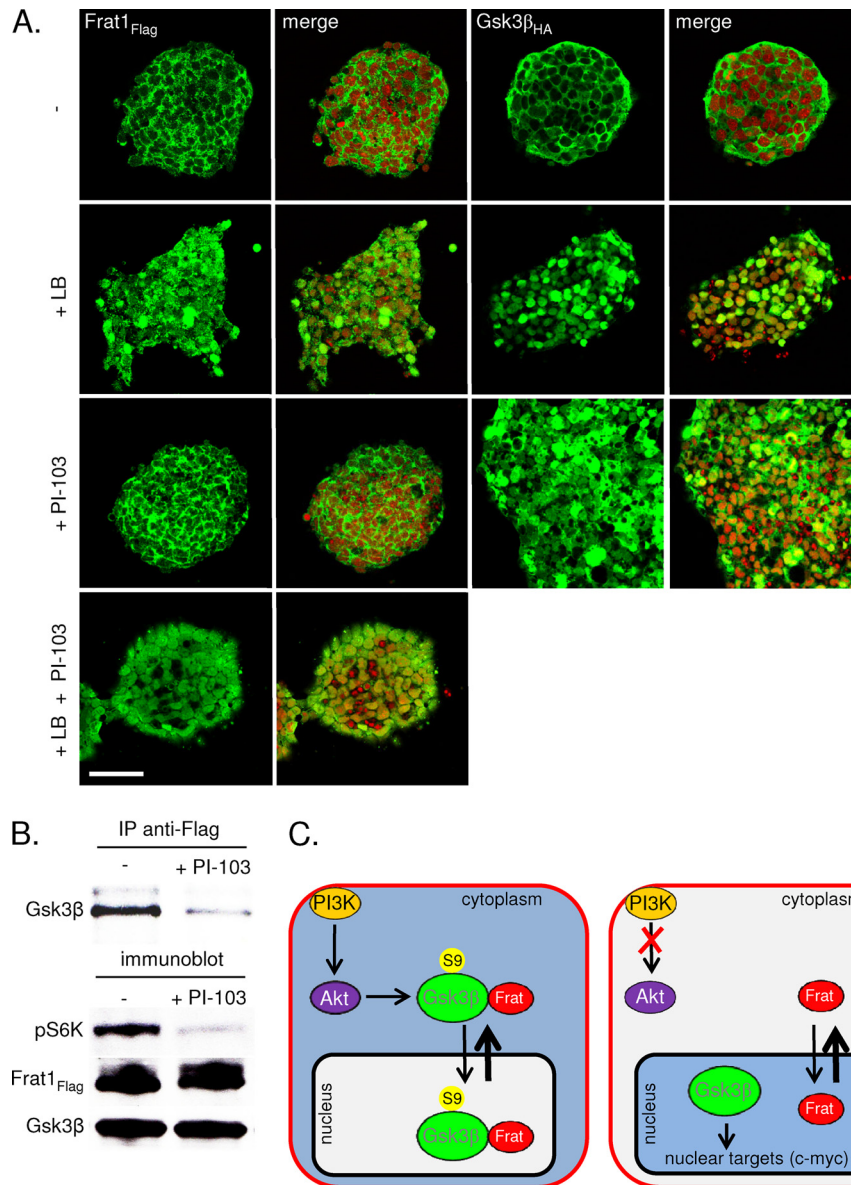 A.
Frat1Flag
merge
Gsk3βHA
merge
-
+ LB
+ PI-103
+ LB + PI-103
B.
IP anti-Flag
- + PI-103
Gsk3β
immunoblot
- + PI-103
pS6K
Frat1Flag
Gsk3β
C.
PI3K
cytoplasm
S9
Akt
Gsk3β
Frat
nucleus
S9
Gsk3β
Frat
PI3K
cytoplasm
Akt
Frat
nucleus
Gsk3β
Frat
nuclear targets (c-myc)